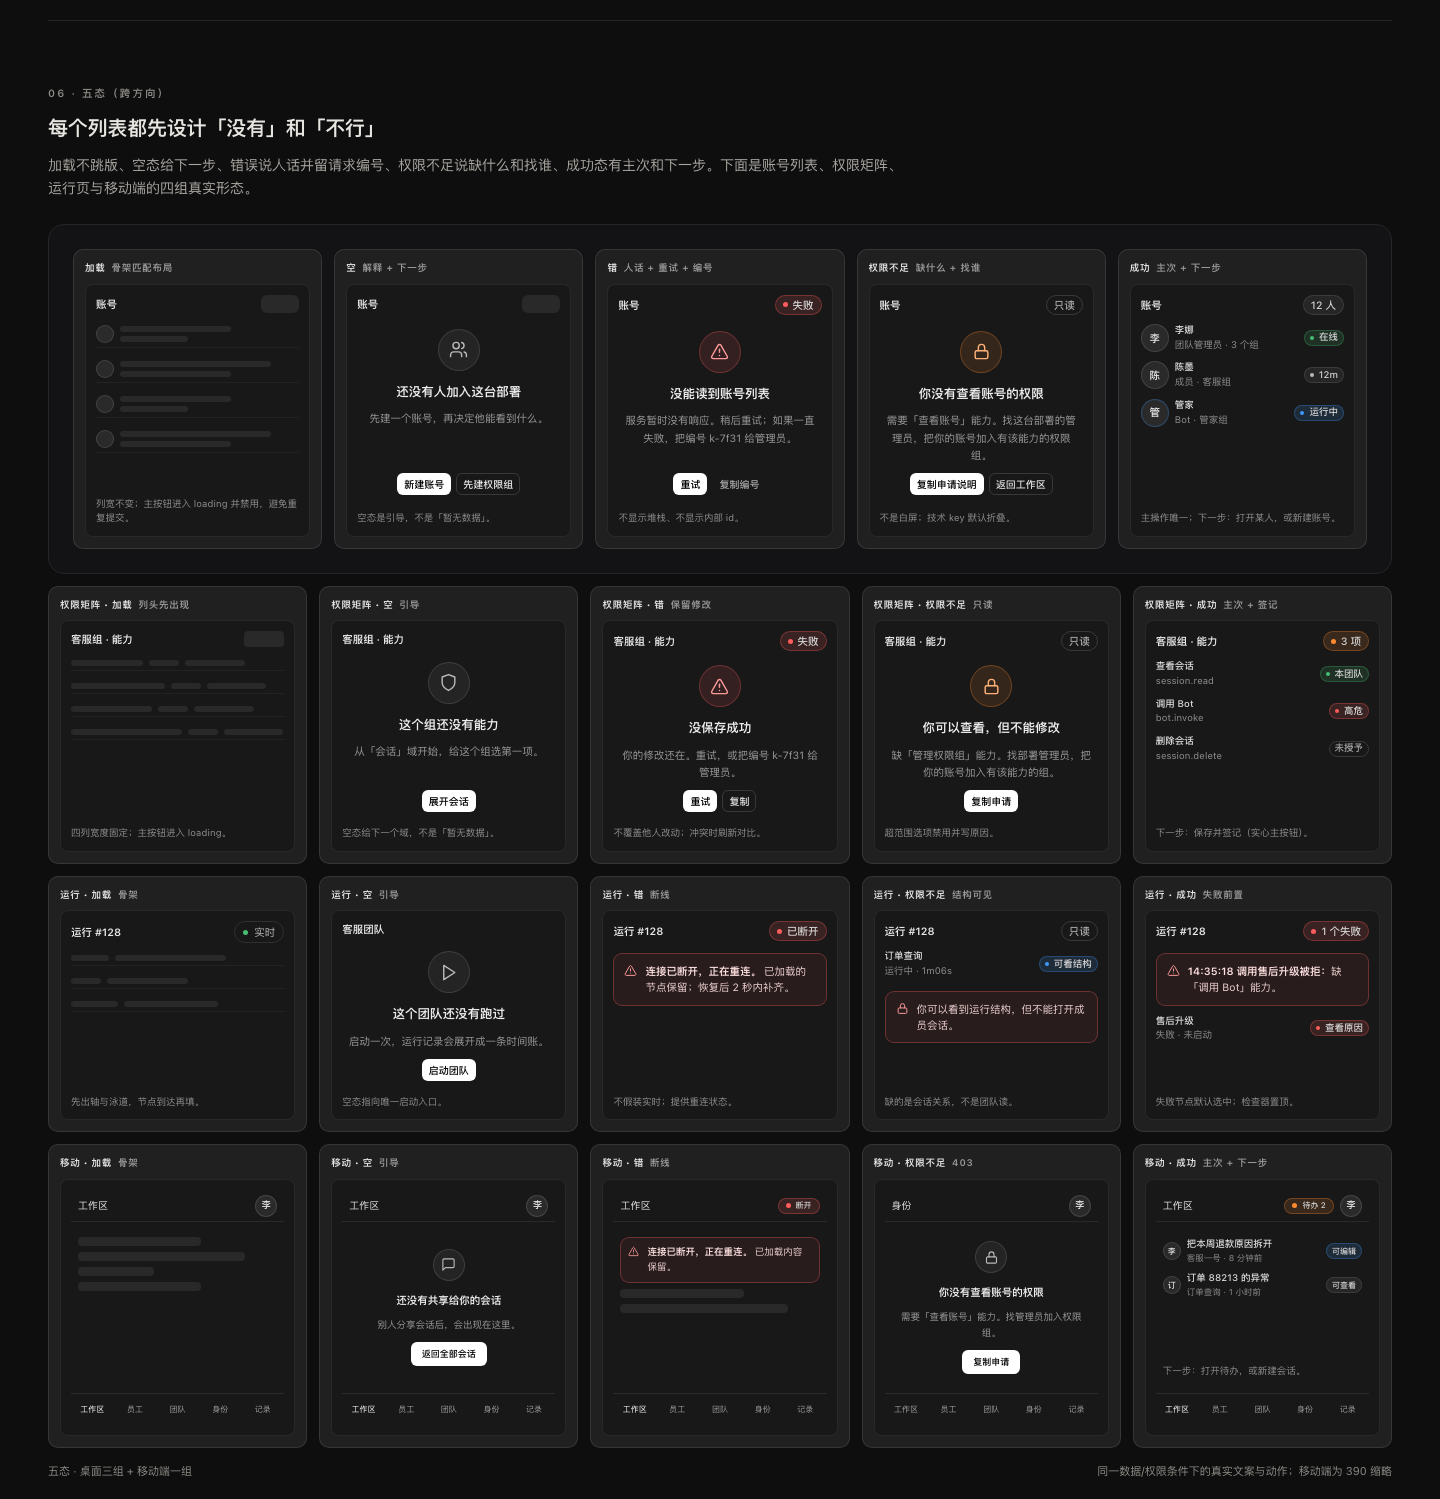 06 · 五态（跨方向）
每个列表都先设计「没有」和「不行」
加载不跳版、空态给下一步、错误说人话并留请求编号、权限不足说缺什么和找谁、成功态有主次和下一步。下面是账号列表、权限矩阵、
运行页与移动端的四组真实形态。
加载 骨架匹配布局
账号
列宽不变；主按钮进入 loading 并禁用，避免重
复提交。
空 解释 + 下一步
账号
还没有人加入这台部署
先建一个账号，再决定他能看到什么。
新建账号 先建权限组
空态是引导，不是「暂无数据」。
错 人话 + 重试 + 编号
账号 失败
没能读到账号列表
服务暂时没有响应。稍后重试；如果一直
失败，把编号 k-7f31 给管理员。
重试 复制编号
不显示堆栈、不显示内部 id。
权限不足 缺什么 + 找谁
账号 只读
你没有查看账号的权限
需要「查看账号」能力。找这台部署的管
理员，把你的账号加入有该能力的权限
组。
复制申请说明 返回工作区
不是白屏；技术 key 默认折叠。
成功 主次 + 下一步
账号 12 人
李 李娜 在线
团队管理员 · 3 个组
陈 陈墨 12m
成员 · 客服组
管 管家 运行中
Bot · 管家组
主操作唯一；下一步：打开某人，或新建账号。
权限矩阵 · 加载 列头先出现
客服组 · 能力
四列宽度固定；主按钮进入 loading。
权限矩阵 · 空 引导
客服组 · 能力
这个组还没有能力
从「会话」域开始，给这个组选第一项。
展开会话
空态给下一个域，不是「暂无数据」。
权限矩阵 · 错 保留修改
客服组 · 能力 失败
没保存成功
你的修改还在。重试，或把编号 k-7f31 给
管理员。
重试 复制
不覆盖他人改动；冲突时刷新对比。
权限矩阵 · 权限不足 只读
客服组 · 能力 只读
你可以查看，但不能修改
缺「管理权限组」能力。找部署管理员，把
你的账号加入有该能力的组。
复制申请
超范围选项禁用并写原因。
权限矩阵 · 成功 主次 + 签记
客服组 · 能力 3 项
查看会话 本团队
session.read
调用 Bot 高危
bot.invoke
删除会话 未授予
session.delete
下一步：保存并签记（实心主按钮）。
运行 · 加载 骨架
运行 #128 实时
先出轴与泳道，节点到达再填。
运行 · 空 引导
客服团队
这个团队还没有跑过
启动一次，运行记录会展开成一条时间账。
启动团队
空态指向唯一启动入口。
运行 · 错 断线
运行 #128 已断开
连接已断开，正在重连。 已加载的
节点保留；恢复后 2 秒内补齐。
不假装实时；提供重连状态。
运行 · 权限不足 结构可见
运行 #128 只读
订单查询 可看结构
运行中 · 1m06s
你可以看到运行结构，但不能打开成
员会话。
缺的是会话关系，不是团队读。
运行 · 成功 失败前置
运行 #128 1 个失败
14:35:18 调用售后升级被拒： 缺
「调用 Bot」能力。
售后升级 查看原因
失败 · 未启动
失败节点默认选中；检查器置顶。
移动 · 加载 骨架
工作区 李
工作区 员工 团队 身份 记录
移动 · 空 引导
工作区 李
还没有共享给你的会话
别人分享会话后，会出现在这里。
返回全部会话
工作区 员工 团队 身份 记录
移动 · 错 断线
工作区 断开
连接已断开，正在重连。 已加载内容
保留。
工作区 员工 团队 身份 记录
移动 · 权限不足 403
身份 李
你没有查看账号的权限
需要「查看账号」能力。找管理员加入权限
组。
复制申请
工作区 员工 团队 身份 记录
移动 · 成功 主次 + 下一步
工作区 待办 2 李
李 把本周退款原因拆开 可编辑
客服一号 · 8 分钟前
订 订单 88213 的异常 可查看
订单查询 · 1 小时前
下一步：打开待办，或新建会话。
工作区 员工 团队 身份 记录
五态 · 桌面三组 + 移动端一组
同一数据/权限条件下的真实文案与动作；移动端为 390 缩略